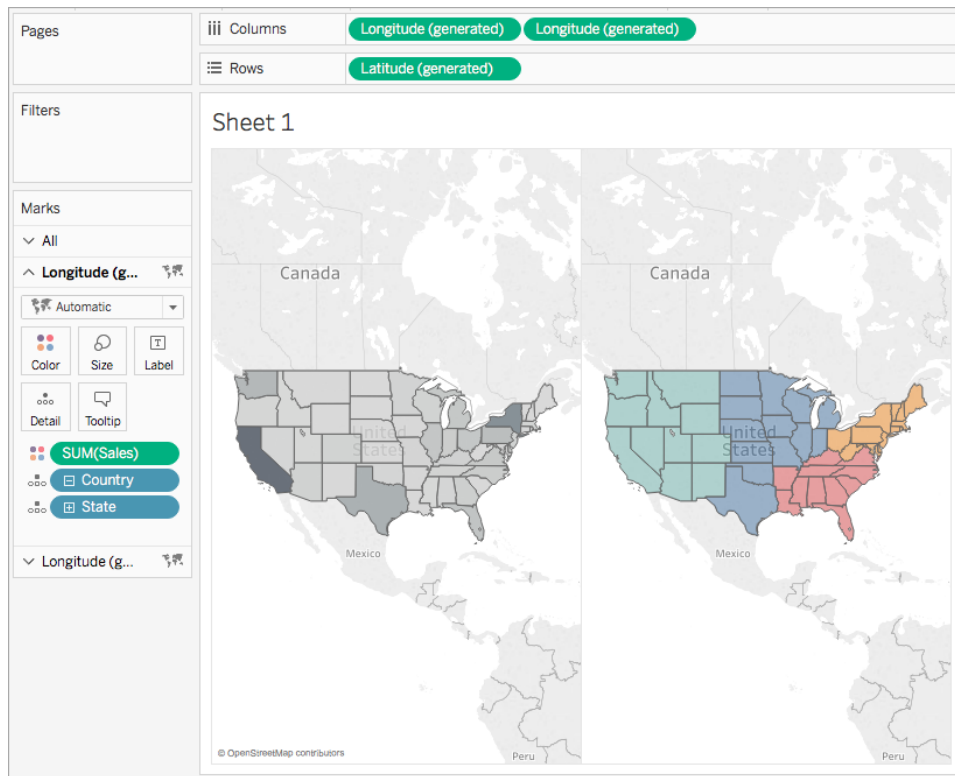 Pages
Columns
Longitude (generated)
Longitude (generated)
Rows
Latitude (generated)
Filters
Marks
All
Longitude (g...
Automatic
Color
Size
Label
Detail
Tooltip
SUM(Sales)
Country
State
Longitude (g...
Sheet 1
Canada
United
States
Mexico
Peru
© OpenStreetMap contributors
Canada
United
States
Mexico
Peru